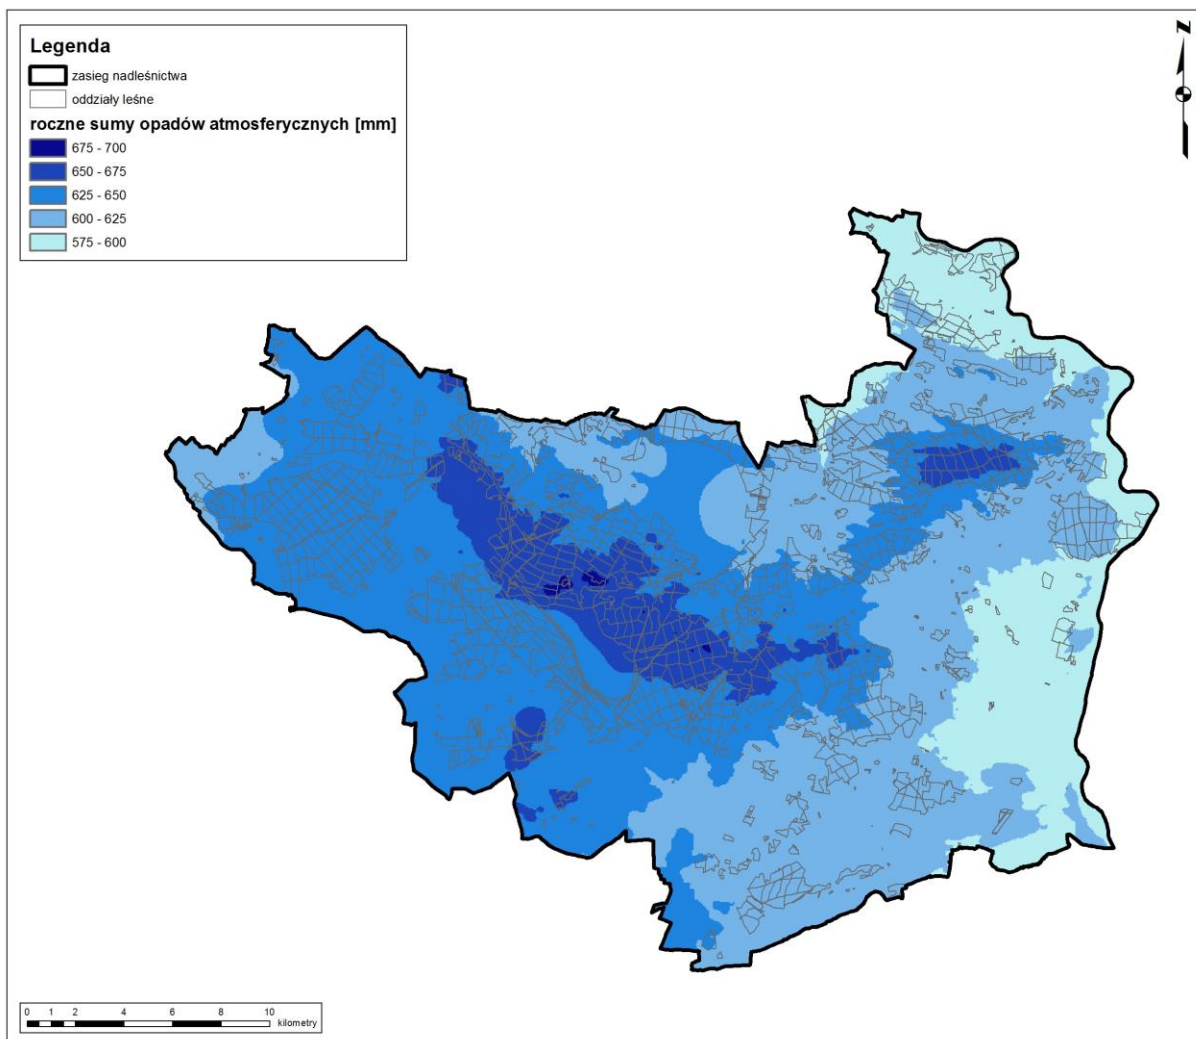 Legenda
zasięg nadleśnictwa
oddziały leśne
roczne sumy opadów atmosferycznych [mm]
675 - 700
650 - 675
625 - 650
600 - 625
575 - 600
N
0 1 2 4 6 8 10
kilometry